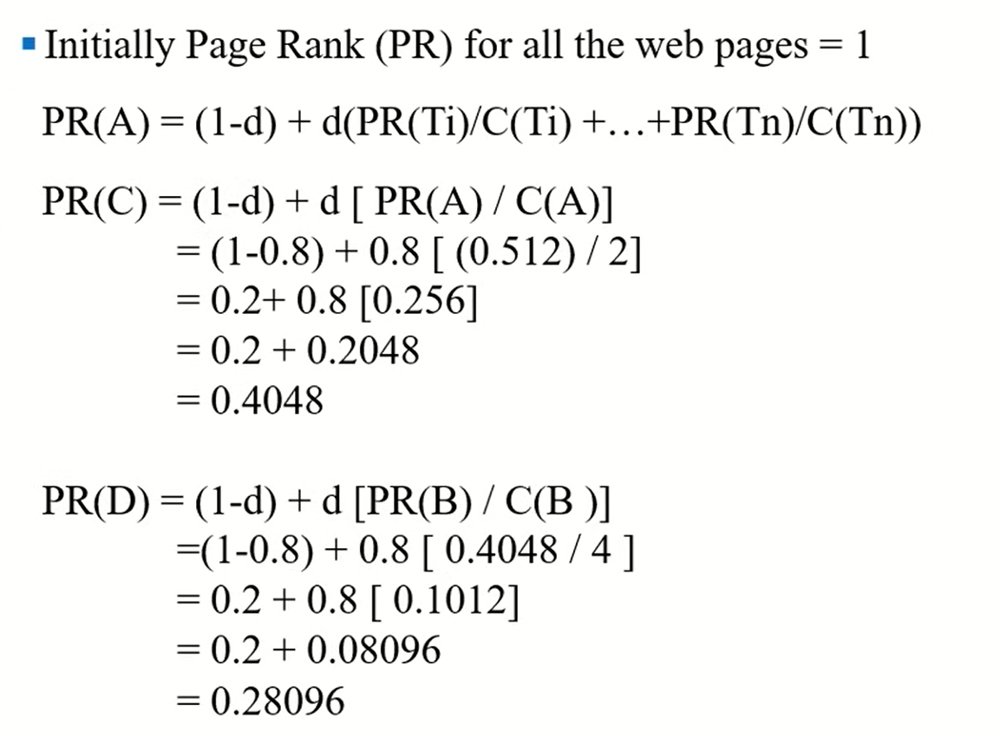 ▪ Initially Page Rank (PR) for all the web pages = 1
PR(A) = (1-d) + d(PR(Ti)/C(Ti) +…+PR(Tn)/C(Tn))
PR(C) = (1-d) + d [ PR(A) / C(A)]
= (1-0.8) + 0.8 [ (0.512) / 2]
= 0.2+ 0.8 [0.256]
= 0.2 + 0.2048
= 0.4048
PR(D) = (1-d) + d [PR(B) / C(B )]
=(1-0.8) + 0.8 [ 0.4048 / 4 ]
= 0.2 + 0.8 [ 0.1012]
= 0.2 + 0.08096
= 0.28096